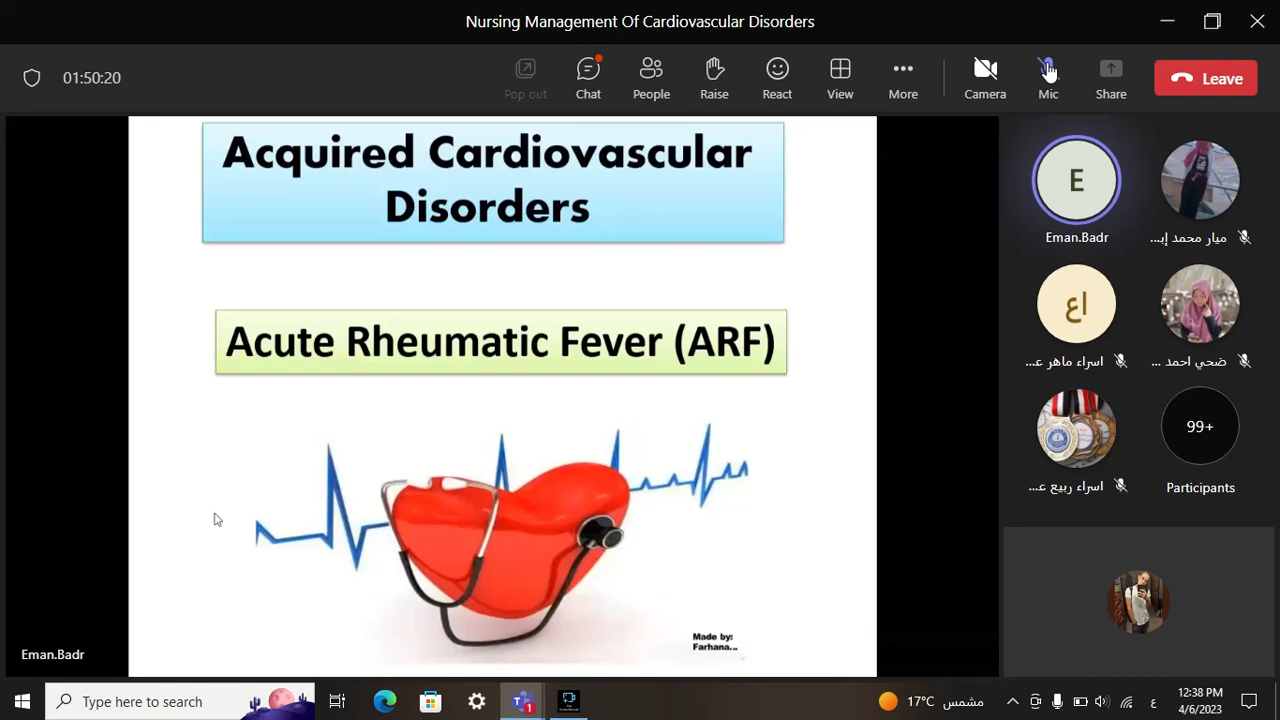 Nursing Management Of Cardiovascular Disorders
01:50:20
Pop out
Chat
People
Raise
React
View
More
Camera
Mic
Share
Leave
Acquired Cardiovascular
Disorders
Acute Rheumatic Fever (ARF)
Made by:
Farhana...
Eman.Badr
E
Eman.Badr
ميار محمد إب...
اع
اسراء ماهر ع...
ضحي احمد ...
اسراء ربيع ع...
99+
Participants
Type here to search
1
17°C
مشمس
ع
12:38 PM
4/6/2023